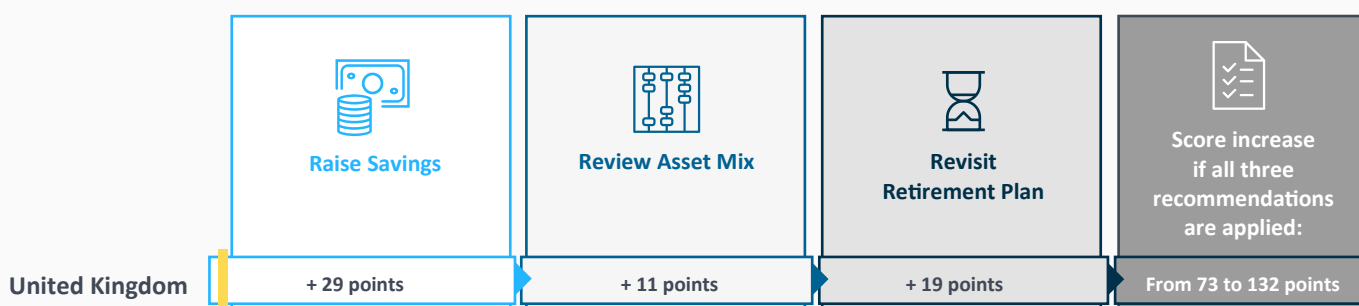 Raise Savings
Review Asset Mix
Revisit
Retirement Plan
Score increase
if all three
recommendations
are applied:
United Kingdom
+ 29 points
+ 11 points
+ 19 points
From 73 to 132 points